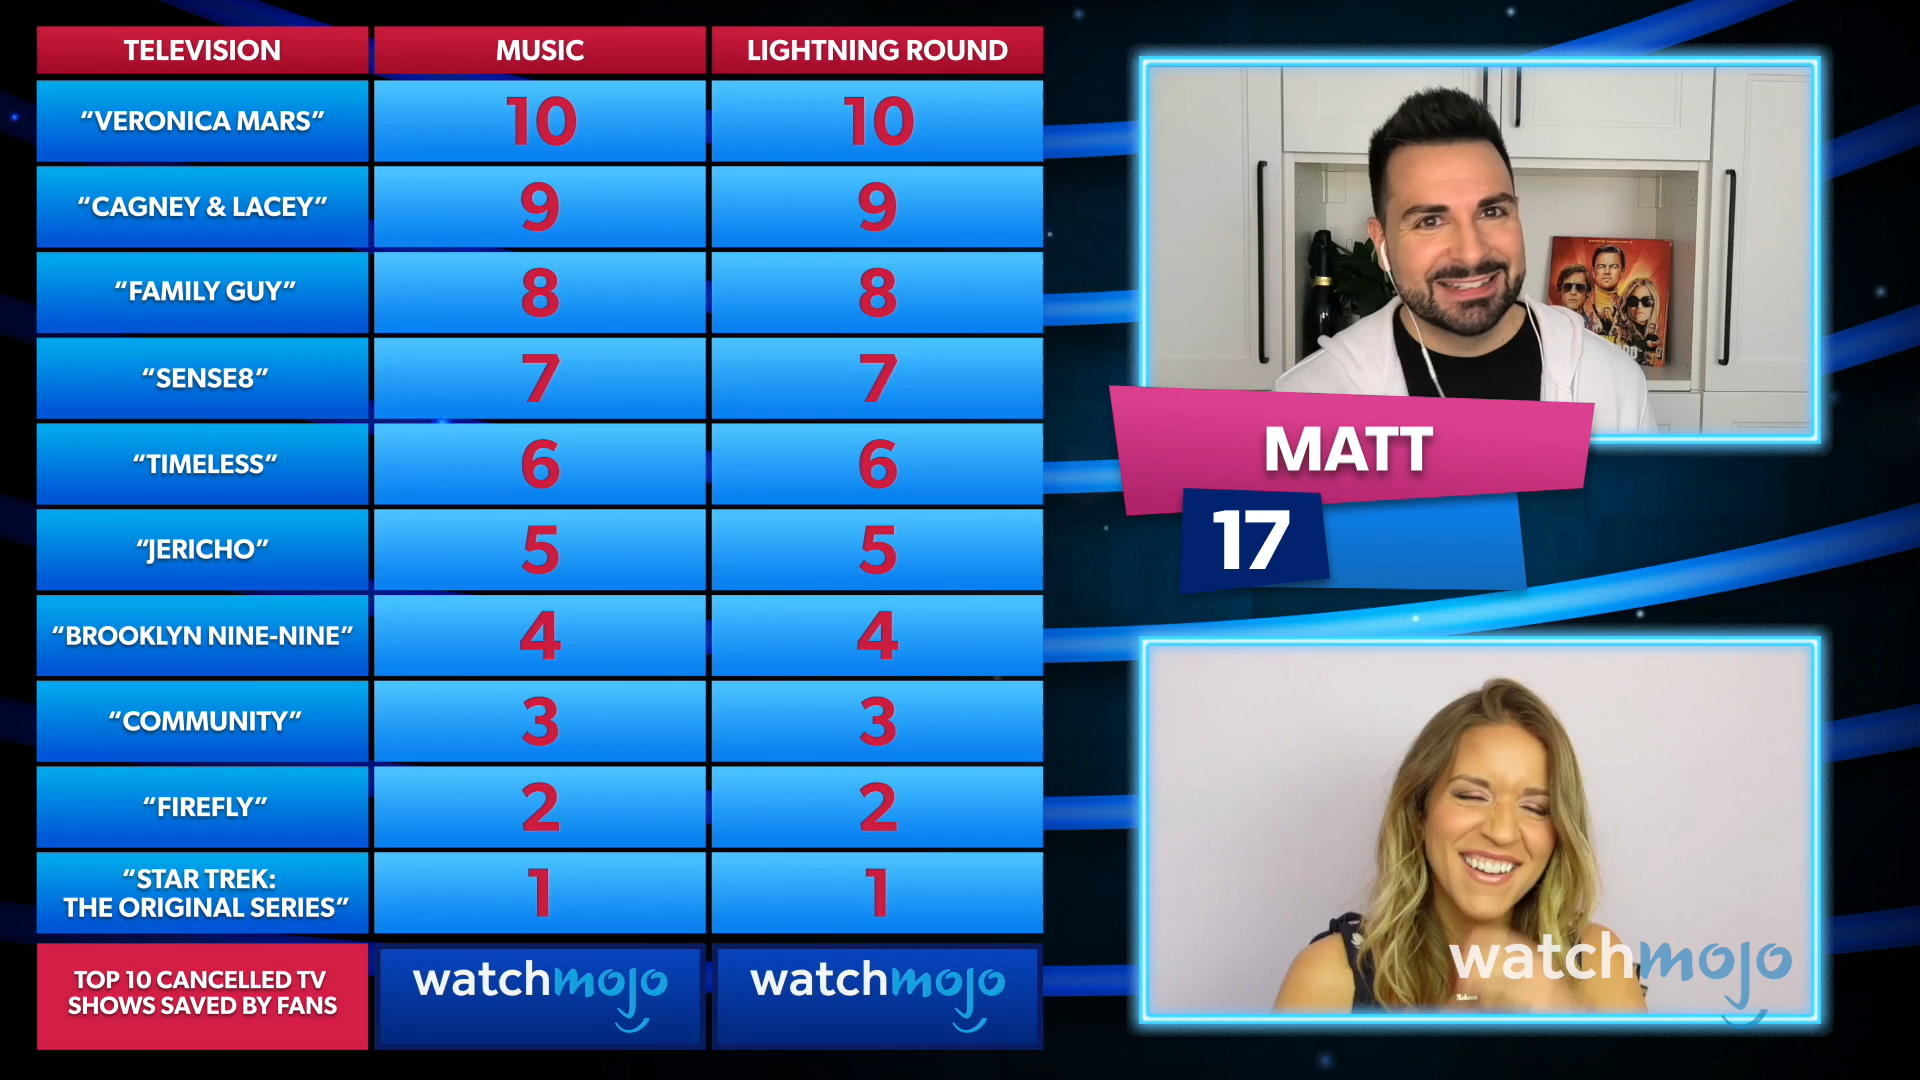 TELEVISION
MUSIC
LIGHTNING ROUND
“VERONICA MARS”
10
10
“CAGNEY & LACEY”
9
9
“FAMILY GUY”
8
8
“SENSE8”
7
7
“TIMELESS”
6
6
“JERICHO”
5
5
“BROOKLYN NINE-NINE”
4
4
“COMMUNITY”
3
3
“FIREFLY”
2
2
“STAR TREK:
THE ORIGINAL SERIES”
1
1
TOP 10 CANCELLED TV
SHOWS SAVED BY FANS
watchmojo
watchmojo
MATT
17
watchmojo